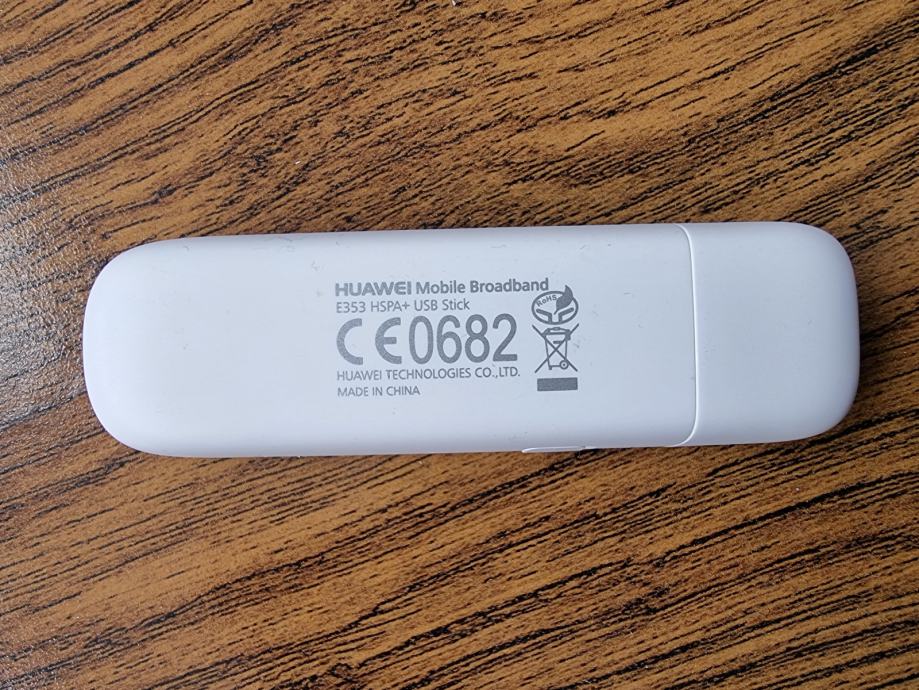 HUAWEI Mobile Broadband
E353 HSPA+ USB Stick
RoHS
CE0682
HUAWEI TECHNOLOGIES CO.,LTD.
MADE IN CHINA